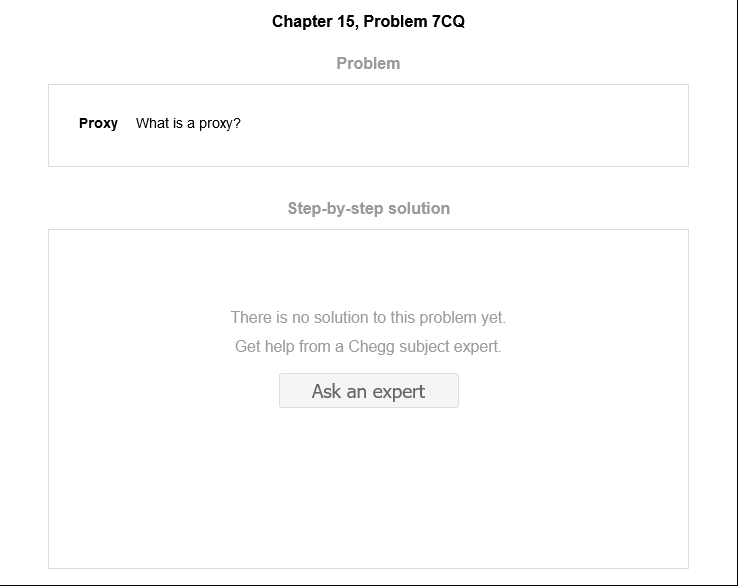 Chapter 15, Problem 7CQ
Problem
Proxy What is a proxy?
Step-by-step solution
There is no solution to this problem yet.
Get help from a Chegg subject expert.
Ask an expert